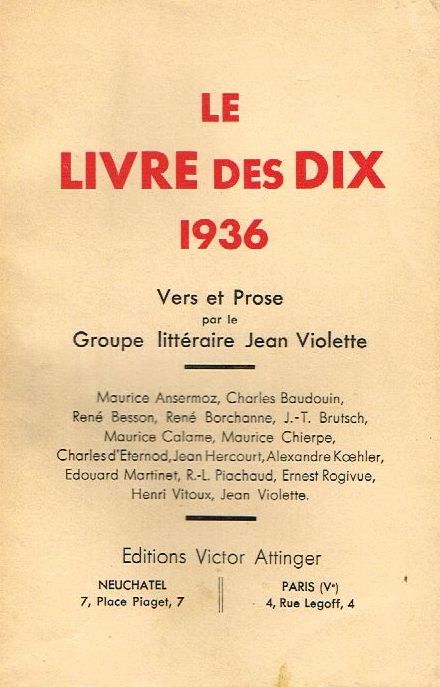 LE
LIVRE DES DIX
1936
Vers et Prose
par le
Groupe littéraire Jean Violette
Maurice Ansermoz, Charles Baudouin,
René Besson, René Borchanne, J.-T. Brutsch,
Maurice Calame, Maurice Chierpe,
Charles d'Eternod, Jean Hercourt, Alexandre Kœhler,
Edouard Martinet, R.-L. Piachaud, Ernest Rogivue,
Henri Vitoux, Jean Violette.
Editions Victor Attinger
NEUCHATEL
7, Place Piaget, 7
PARIS (Ve)
4, Rue Legoff, 4